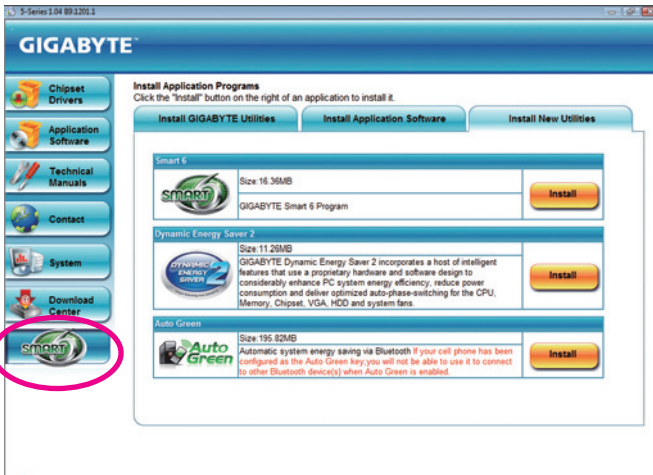 5-Series 1.04 B9.1201.1
GIGABYTE™
Chipset
Drivers
Application
Software
Technical
Manuals
Contact
System
Download
Center
SMART 6
Install Application Programs
Click the "Install" button on the right of an application to install it.
Install GIGABYTE Utilities
Install Application Software
Install New Utilities
Smart 6
SMART 6
Size:16.36MB
GIGABYTE Smart 6 Program
Install
Dynamic Energy Saver 2
DYNAMIC
ENERGY
SAVER 2
Size:11.26MB
GIGABYTE Dynamic Energy Saver 2 incorporates a host of intelligent
features that use a proprietary hardware and software design to
considerably enhance PC system energy efficiency, reduce power
consumption and deliver optimized auto-phase-switching for the CPU,
Memory, Chipset, VGA, HDD and system fans.
Install
Auto Green
Auto
Green
Size:195.82MB
Automatic system energy saving via Bluetooth If your cell phone has been
configured as the Auto Green key,you will not be able to use it to connect
to other Bluetooth device(s) when Auto Green is enabled.
Install